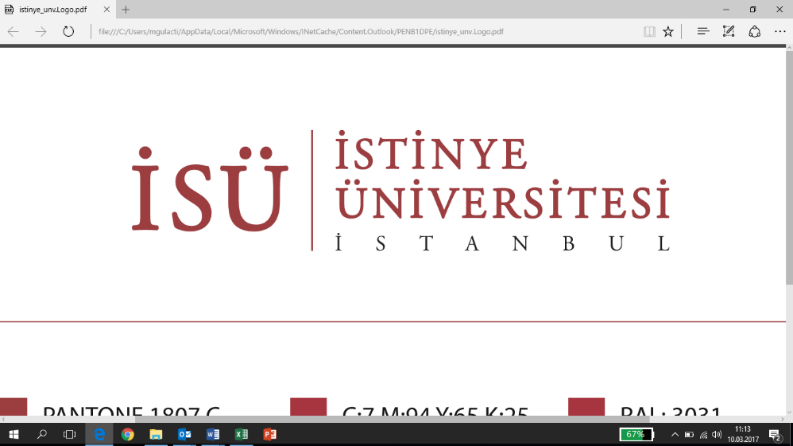 istinye_unv.Logo.pdf
file:///C:/Users/mgulacti/AppData/Local/Microsoft/Windows/INetCache/Content.Outlook/PEN81DPE/istinye_unv.Logo.pdf
İSÜ
İSTİNYE
ÜNİVERSİTESİ
İSTANBUL
PANTONE 1807 C
C:7 M:94 Y:65 K:25
RAL: 3031
67%
11:13
10.03.2017